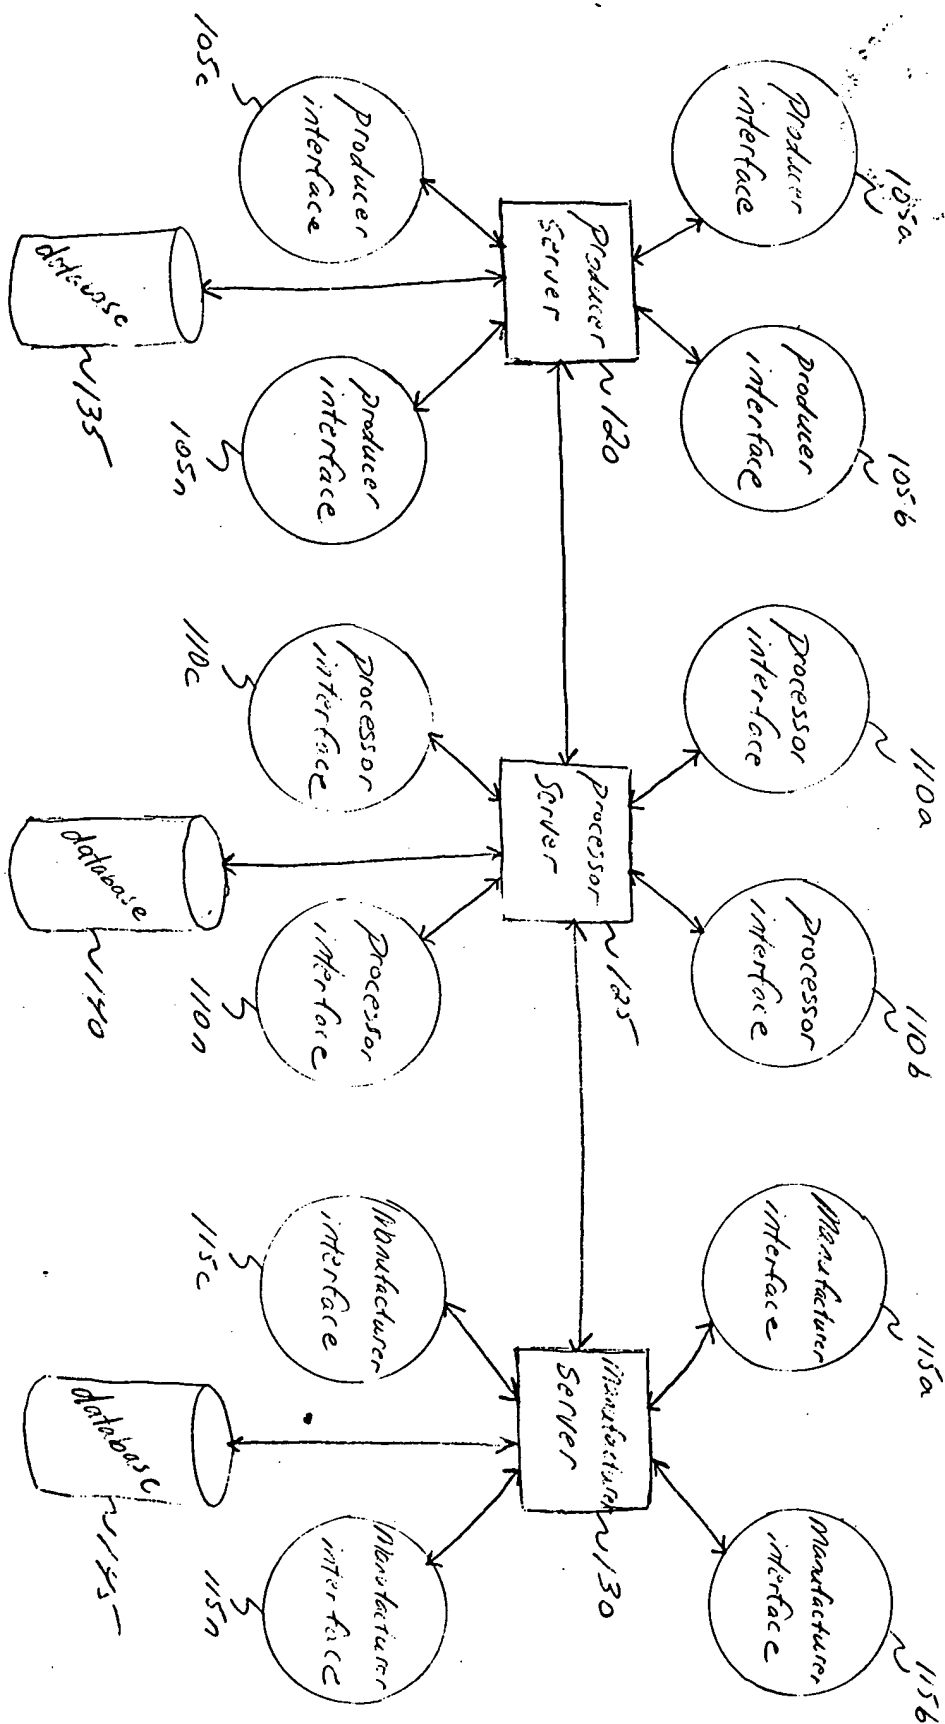 105a
producer
interface
105b
producer
interface
110a
processor
interface
110b
processor
interface
115a
Manufacturer
interface
115b
Manufacturer
interface
producer
Server
120
processor
Server
125
Manufacturer
Server
130
producer
interface
105c
producer
interface
105n
processor
interface
110c
processor
interface
110n
Manufacturer
interface
115c
Manufacturer
interface
115n
database
135
database
140
database
145